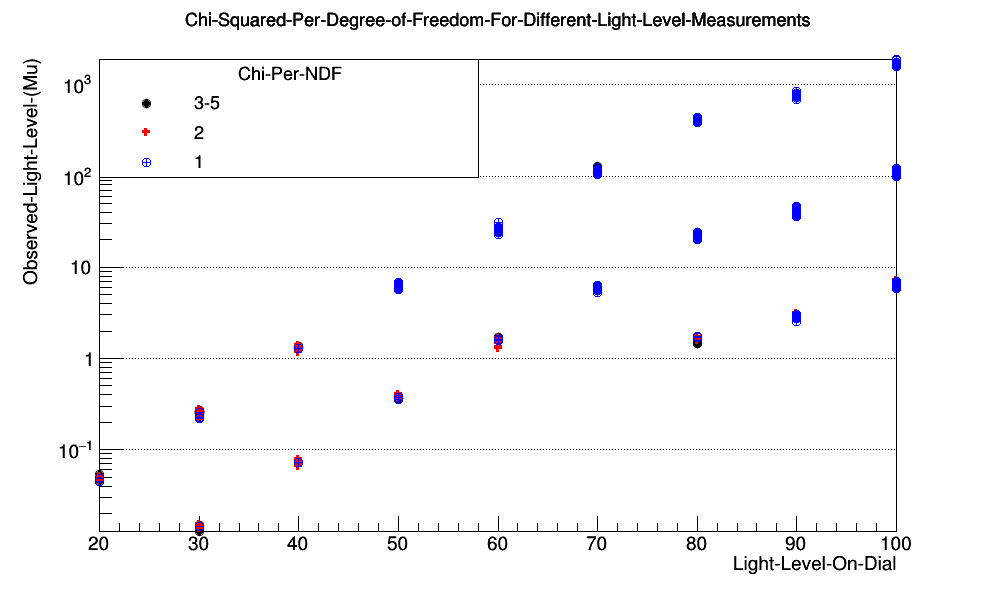 Chi-Squared-Per-Degree-of-Freedom-For-Different-Light-Level-Measurements
Observed-Light-Level-(Mu)
Chi-Per-NDF
3-5
2
1
10³
10²
10
1
10⁻¹
20 30 40 50 60 70 80 90 100
Light-Level-On-Dial